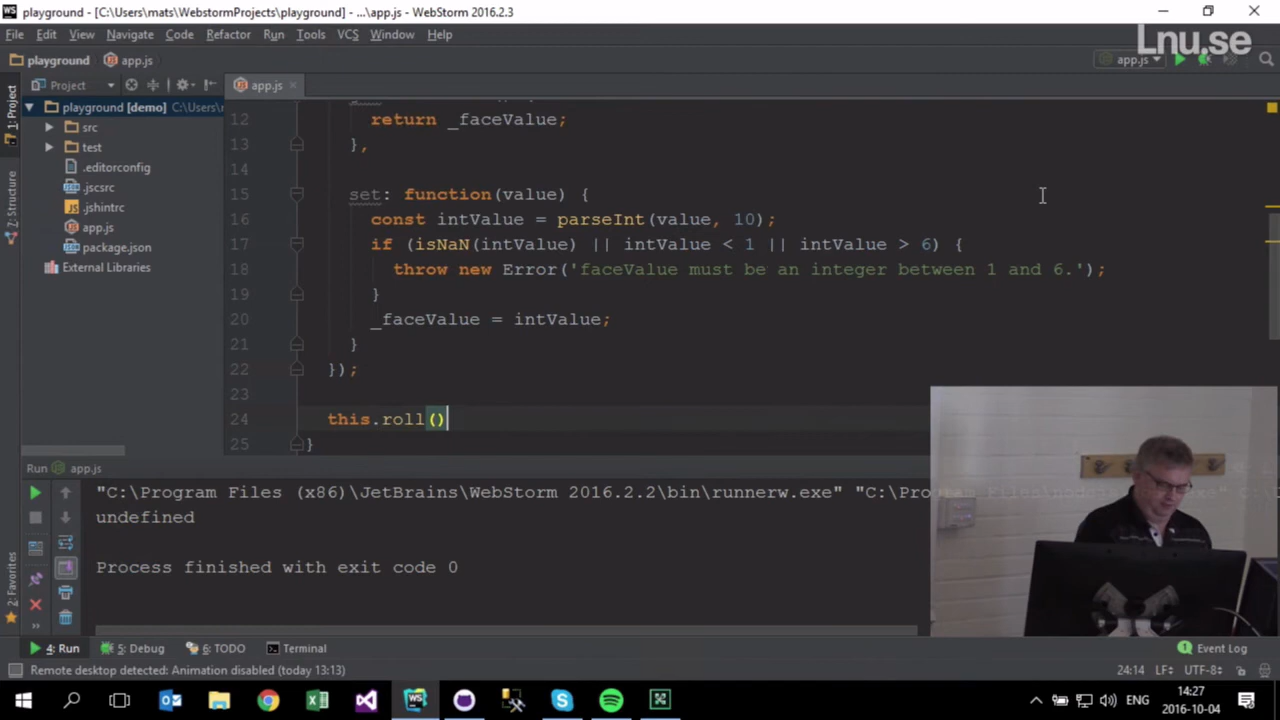 playground - [C:\Users\mats\WebstormProjects\playground] - ...\app.js - WebStorm 2016.2.3
File Edit View Navigate Code Refactor Run Tools VCS Window Help
Lnu.se
playground app.js
app.js
Project
app.js
1: Project
playground [demo] C:\Users\
src
test
.editorconfig
.jscsrc
.jshintrc
app.js
package.json
External Libraries
7: Structure
2: Favorites
12 return _faceValue;
13 },
14
15 set: function(value) {
16 const intValue = parseInt(value, 10);
17 if (isNaN(intValue) || intValue < 1 || intValue > 6) {
18 throw new Error('faceValue must be an integer between 1 and 6.');
19 }
20 _faceValue = intValue;
21 }
22 });
23
24 this.roll()
25 }
Run app.js
"C:\Program Files (x86)\JetBrains\WebStorm 2016.2.2\bin\runnerw.exe" "C:\Program Files\nodejs
undefined
Process finished with exit code 0
4: Run 5: Debug 6: TODO Terminal Event Log
Remote desktop detected: Animation disabled (today 13:13) 24:14 LF÷ UTF-8÷
ENG 14:27
2016-10-04